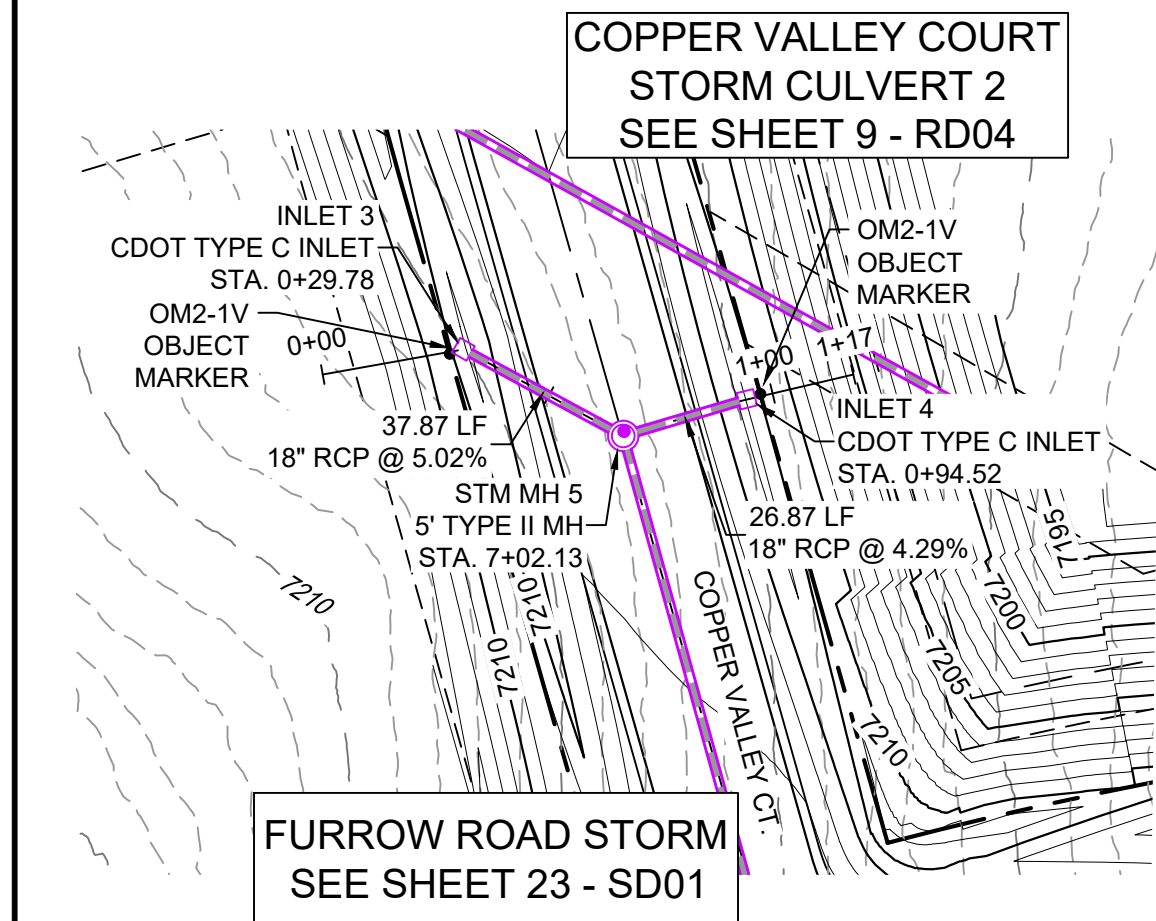 COPPER VALLEY COURT
STORM CULVERT 2
SEE SHEET 9 - RD04
INLET 3
CDOT TYPE C INLET
STA. 0+29.78
OM2-1V
OBJECT
MARKER
0+00
OM2-1V
OBJECT
MARKER
1+00
1+17
INLET 4
CDOT TYPE C INLET
STA. 0+94.52
37.87 LF
18" RCP @ 5.02%
STM MH 5
5' TYPE II MH
STA. 7+02.13
26.87 LF
18" RCP @ 4.29%
7210
7210
7210
COPPER VALLEY CT.
7195
7200
7205
7210
FURROW ROAD STORM
SEE SHEET 23 - SD01